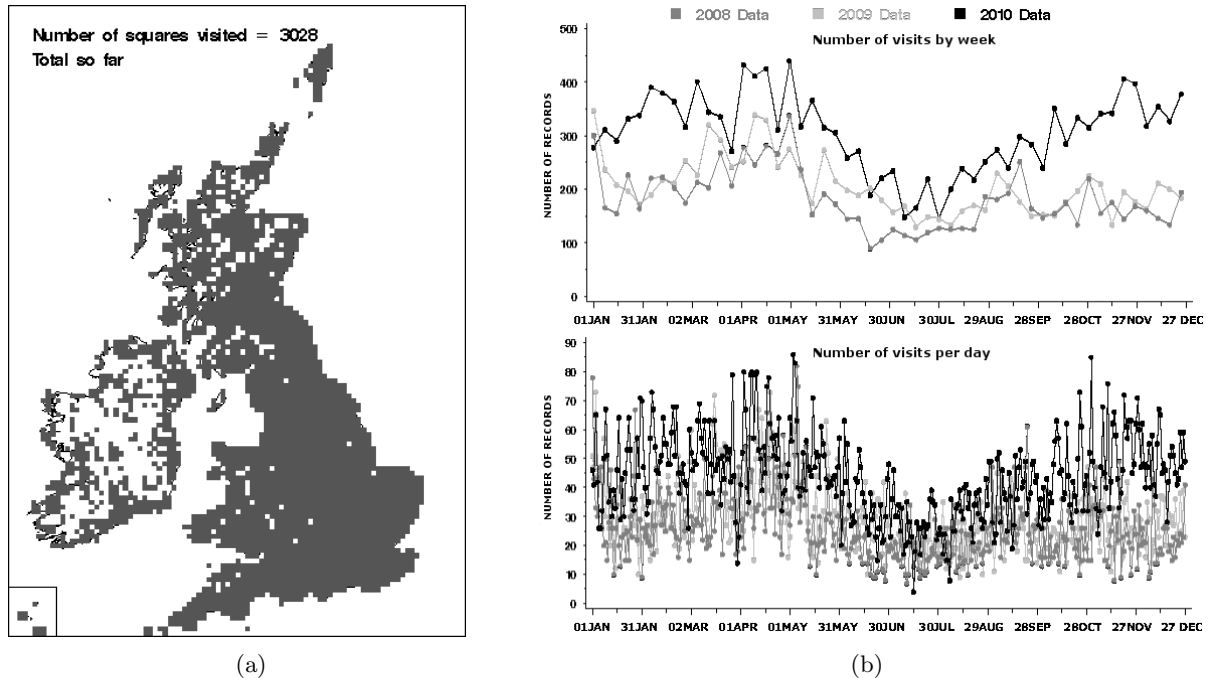 Number of squares visited = 3028
Total so far
(a)
2008 Data 2009 Data 2010 Data
Number of visits by week
NUMBER OF RECORDS
500
400
300
200
100
0
01JAN 31JAN 02MAR 01APR 01MAY 31MAY 30JUN 30JUL 29AUG 28SEP 28OCT 27NOV 27 DEC
Number of visits per day
NUMBER OF RECORDS
90
80
70
60
50
40
30
20
10
0
01JAN 31JAN 02MAR 01APR 01MAY 31MAY 30JUN 30JUL 29AUG 28SEP 28OCT 27NOV 27 DEC
(b)